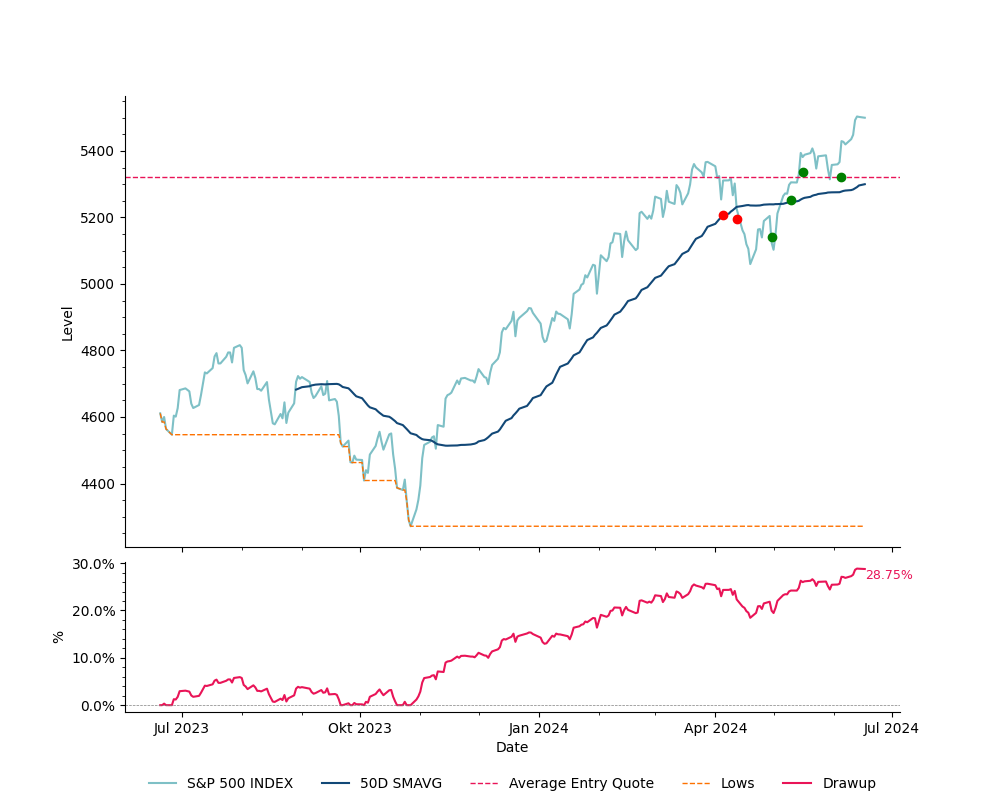 5400
5200
5000
4800
4600
4400
Level
30.0%
20.0%
10.0%
0.0%
%
28.75%
Jul 2023
Okt 2023
Jan 2024
Apr 2024
Jul 2024
Date
S&P 500 INDEX
50D SMAVG
Average Entry Quote
Lows
Drawup